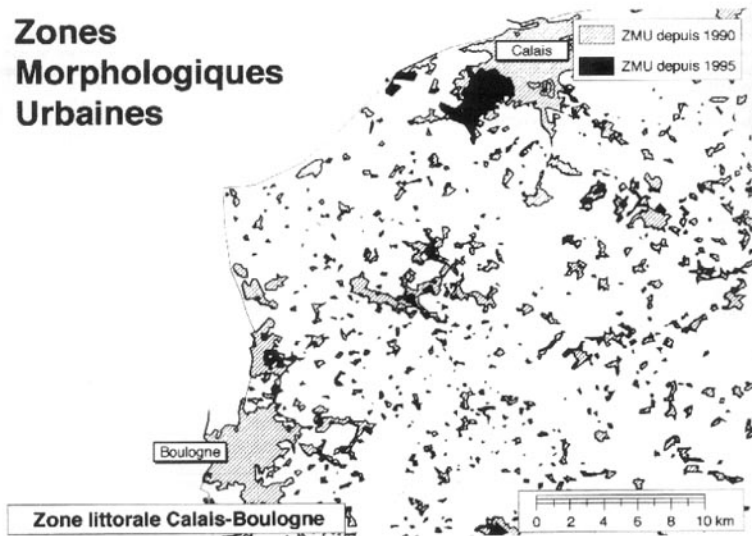 Zones
Morphologiques
Urbaines
Calais
ZMU depuis 1990
ZMU depuis 1995
Boulogne
Zone littorale Calais-Boulogne
0 2 4 6 8 10 km